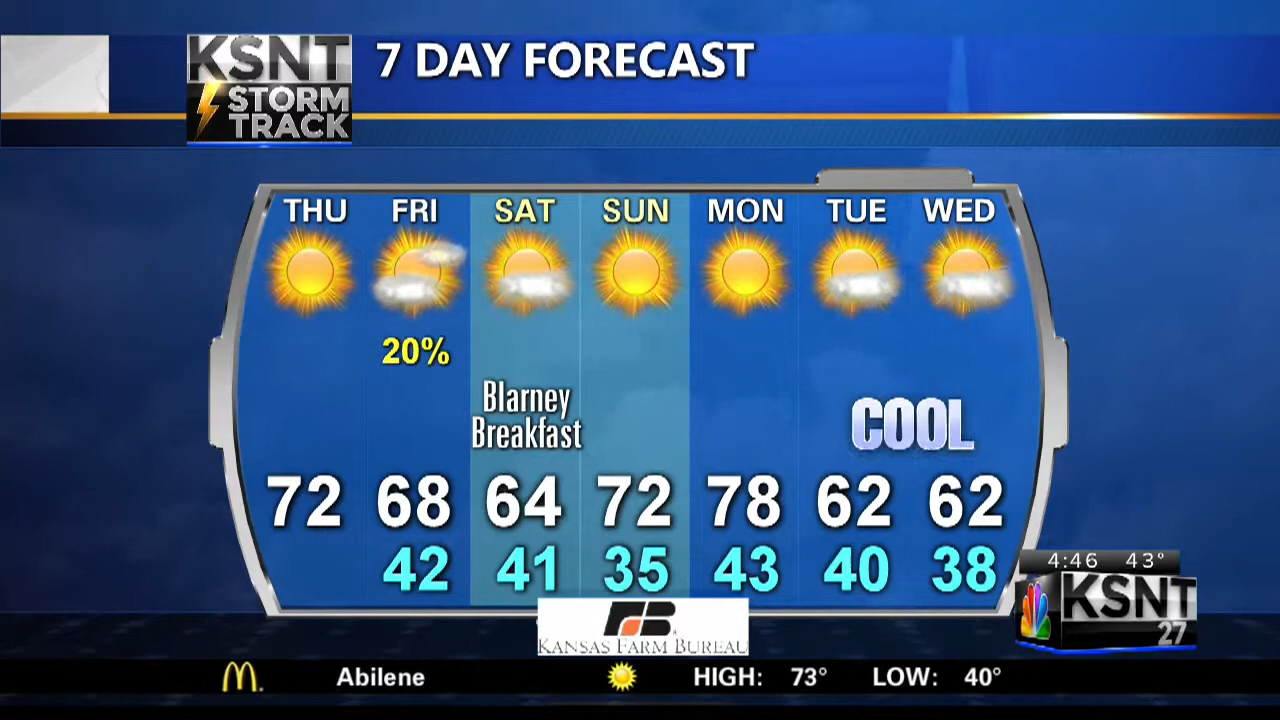 KSNT
STORM
TRACK
7 DAY FORECAST
THU FRI SAT SUN MON TUE WED
20%
Blarney
Breakfast
COOL
72 68 64 72 78 62 62
42 41 35 43 40 38
4:46 43°
KSNT
27
FB
KANSAS FARM BUREAU
Abilene HIGH: 73° LOW: 40°